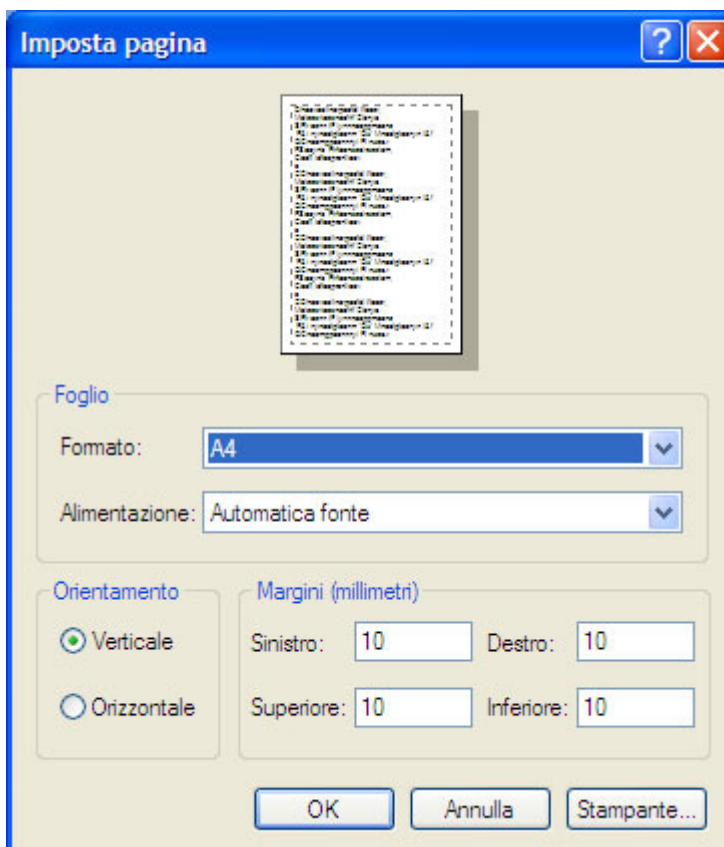 Imposta pagina
Foglio
Formato: A4
Alimentazione: Automatica fonte
Orientamento
Verticale
Orizzontale
Margini (millimetri)
Sinistro: 10 Destro: 10
Superiore: 10 Inferiore: 10
OK Annulla Stampante...